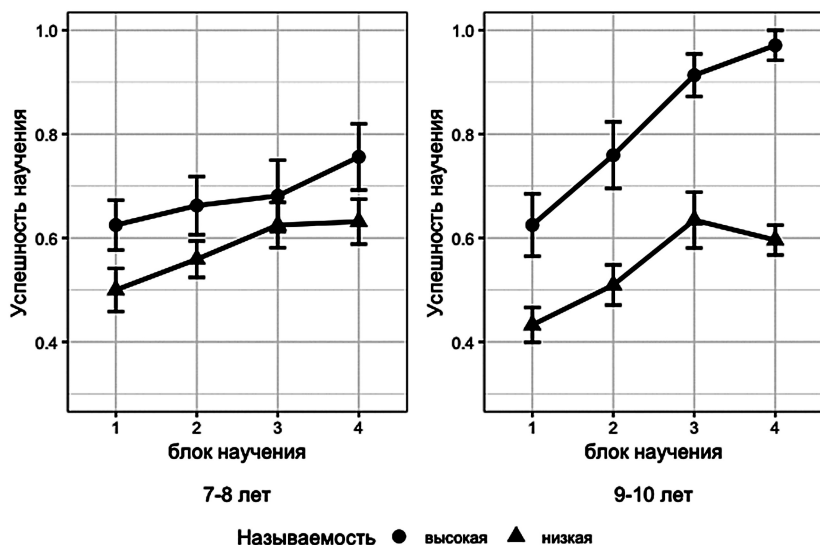 Успешность научения
1.0
0.8
0.6
0.4
1 2 3 4
блок научения
7-8 лет
Успешность научения
1.0
0.8
0.6
0.4
1 2 3 4
блок научения
9-10 лет
Называемость высокая низкая